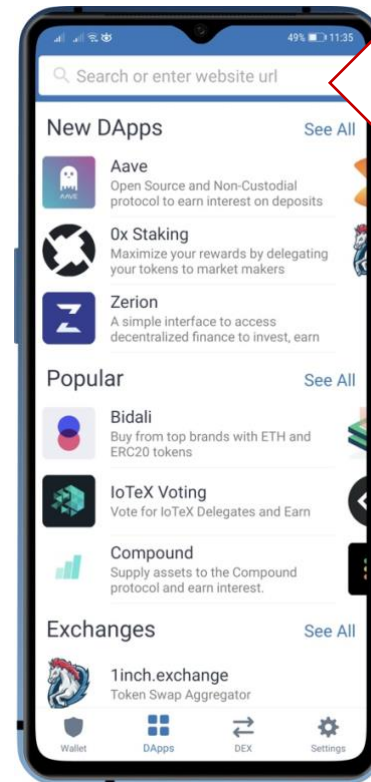 49% 11:35
Search or enter website url
New DApps See All
Aave
Open Source and Non-Custodial
protocol to earn interest on deposits
AAVE
0x Staking
Maximize your rewards by delegating
your tokens to market makers
Zerion
A simple interface to access
decentralized finance to invest, earn
Popular See All
Bidali
Buy from top brands with ETH and
ERC20 tokens
IoTeX Voting
Vote for IoTeX Delegates and Earn
Compound
Supply assets to the Compound
protocol and earn interest.
Exchanges See All
1inch.exchange
Token Swap Aggregator
Wallet DApps DEX Settings